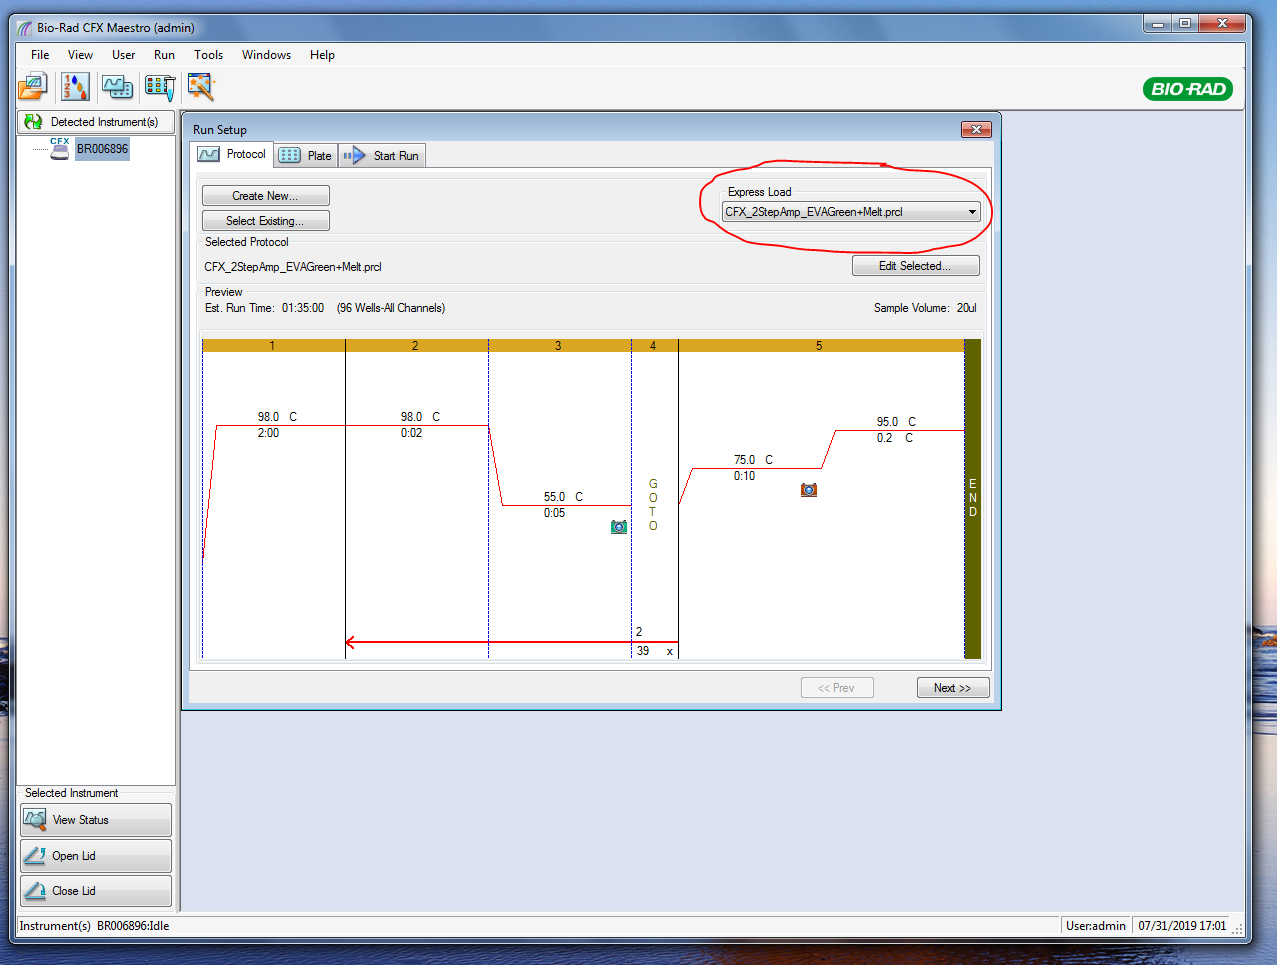 Bio-Rad CFX Maestro (admin)
File View User Run Tools Windows Help
BIO-RAD
Detected Instrument(s)
CFX
BR006896
Run Setup
Protocol Plate Start Run
Create New...
Select Existing...
Express Load
CFX_2StepAmp_EVAGreen+Melt.prcl
Selected Protocol
CFX_2StepAmp_EVAGreen+Melt.prcl
Edit Selected...
Preview
Est. Run Time: 01:35:00 (96 Wells-All Channels)
Sample Volume: 20ul
1 2 3 4 5
98.0 C
2:00
98.0 C
0:02
55.0 C
0:05
GOTO
75.0 C
0:10
95.0 C
0.2 C
END
2
39 x
<< Prev
Next >>
Selected Instrument
View Status
Open Lid
Close Lid
Instrument(s) BR006896:Idle
User:admin
07/31/2019 17:01